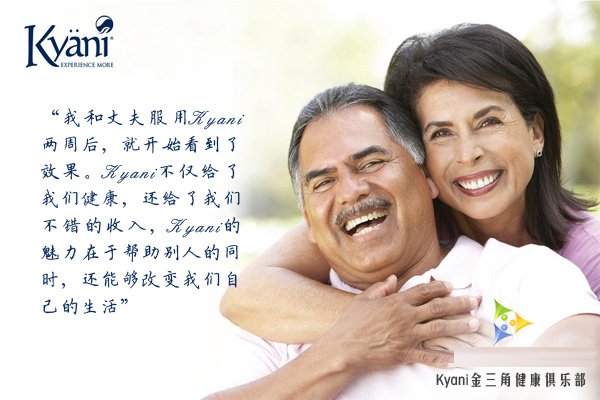 Kyäni®
EXPERIENCE MORE
“我和丈夫服用Kyani
两周后，就开始看到了
效果。Kyani不仅给了
我们健康，还给了我们
不错的收入，Kyani的
魅力在于帮助别人的同
时，还能够改变我们自
己的生活”
Kyani金三角健康俱乐部